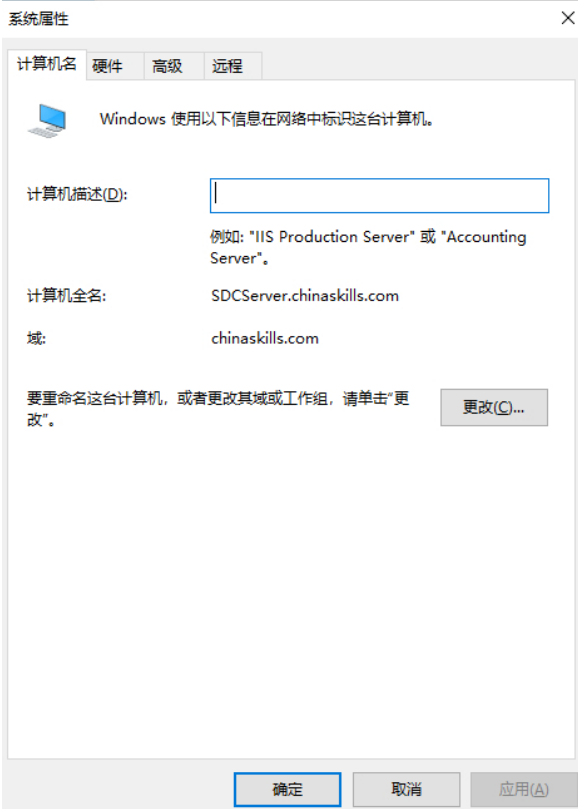 系统属性
计算机名 硬件 高级 远程
Windows 使用以下信息在网络中标识这台计算机。
计算机描述(D):
例如: "IIS Production Server" 或 "Accounting
Server"。
计算机全名: SDCServer.chinaskills.com
域: chinaskills.com
要重命名这台计算机，或者更改其域或工作组，请单击“更
改”。
更改(C)...
确定 取消 应用(A)